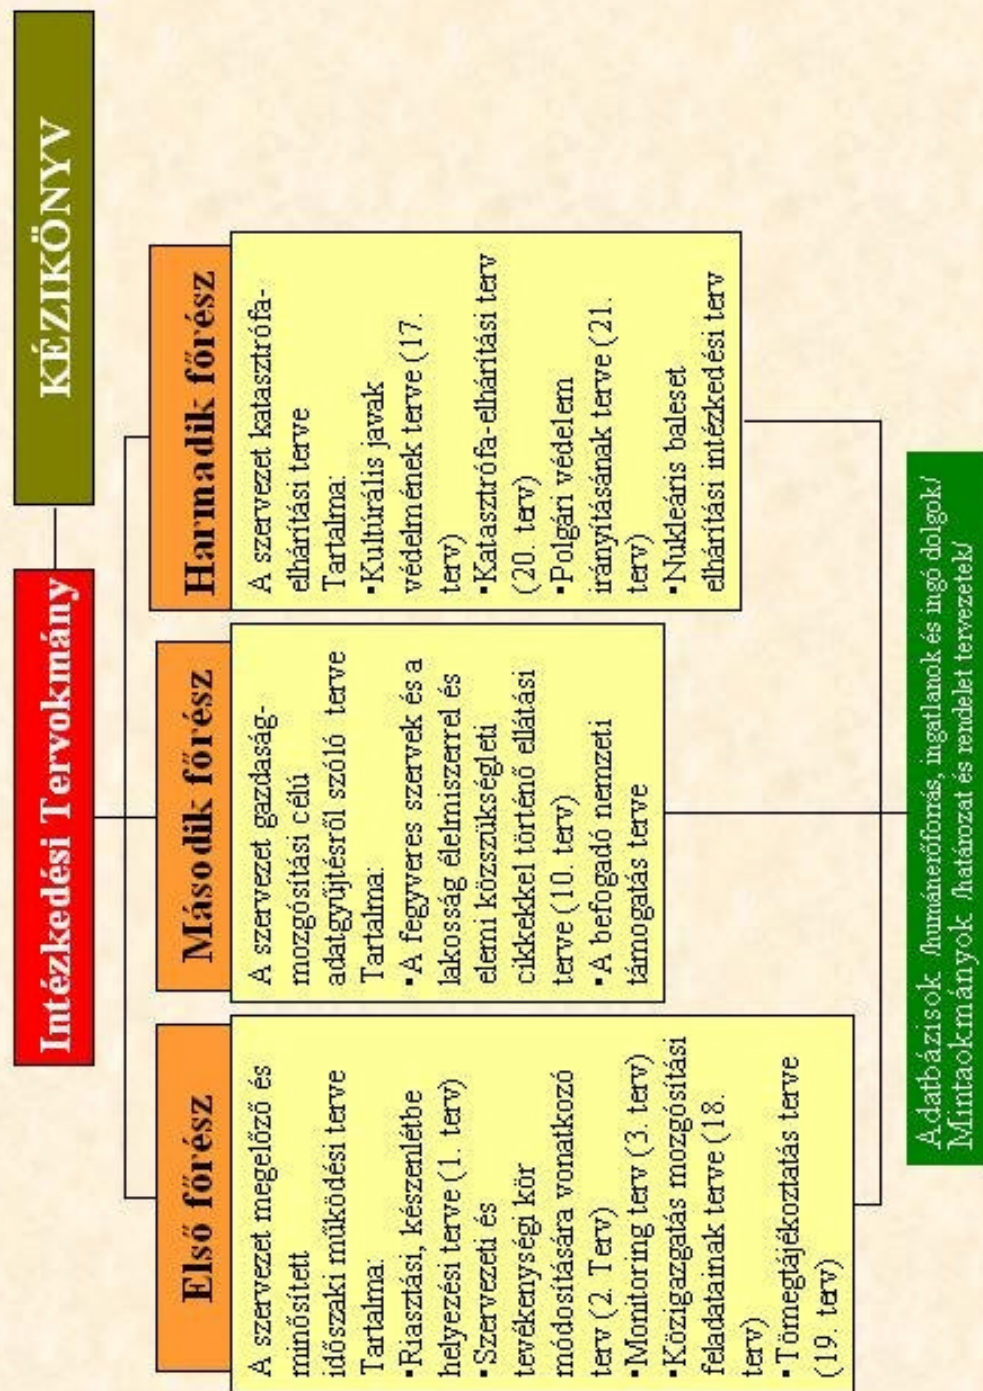 Intézkedési Tervokmány
KÉZIKÖNYV
Első főrész
A szervezet megelőző és
minősített
időszaki működési terve
Tartalma:
▪Riasztási, készenlétbe
helyezési terve (1. terv)
▪Szervezeti és
tevékenységi kör
módosítására vonatkozó
terv (2. Terv)
▪Monitoring terv (3. terv)
▪Közigazgatás mozgósítási
feladatainak terve (18.
terv)
▪Tömegtájékoztatás terve
(19. terv)
Második főrész
A szervezet gazdaság-
mozgósítási célú
adatgyűjtésről szóló terve
Tartalma:
▪A fegyveres szervek és a
lakosság élelmiszerrel és
elemi közszükségleti
cikkekkel történő ellátási
terve (10. terv)
▪A befogadó nemzeti
támogatás terve
Harmadik főrész
A szervezet katasztrófa-
elhárítási terve
Tartalma:
▪Kulturális javak
védelmének terve (17.
terv)
▪Katasztrófa-elhárítási terv
(20. terv)
▪Polgári védelem
irányításának terve (21.
terv)
▪Nukleáris baleset
elhárítási intézkedési terv
Adatbázisok /humánerőforrás, ingatlanok és ingó dolgok/
Mintaokmányok /határozat és rendelet tervezetek/